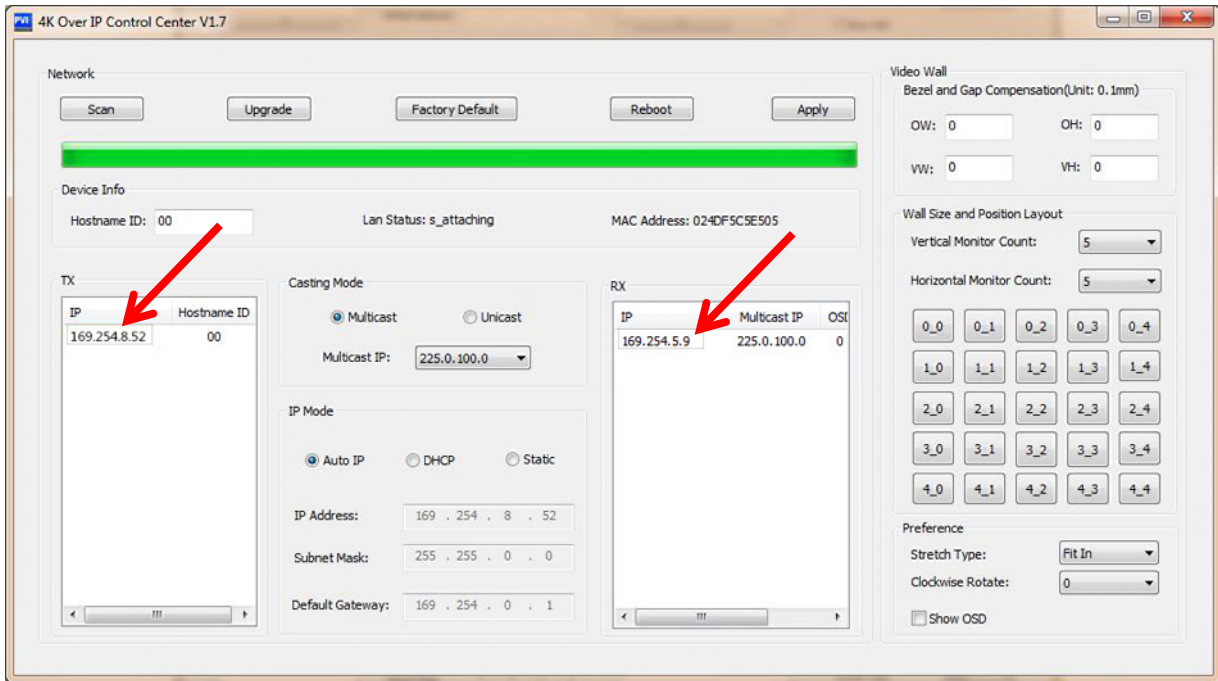 PVI 4K Over IP Control Center V1.7
Network
Scan Upgrade Factory Default Reboot Apply
Device Info
Hostname ID: 00 Lan Status: s_attaching MAC Address: 024DF5C5E505
TX
IP Hostname ID
169.254.8.52 00
Casting Mode
Multicast Unicast
Multicast IP: 225.0.100.0
IP Mode
Auto IP DHCP Static
IP Address: 169 . 254 . 8 . 52
Subnet Mask: 255 . 255 . 0 . 0
Default Gateway: 169 . 254 . 0 . 1
RX
IP Multicast IP OSD
169.254.5.9 225.0.100.0 0
Video Wall
Bezel and Gap Compensation(Unit: 0.1mm)
OW: 0 OH: 0
VW: 0 VH: 0
Wall Size and Position Layout
Vertical Monitor Count: 5
Horizontal Monitor Count: 5
0_0 0_1 0_2 0_3 0_4
1_0 1_1 1_2 1_3 1_4
2_0 2_1 2_2 2_3 2_4
3_0 3_1 3_2 3_3 3_4
4_0 4_1 4_2 4_3 4_4
Preference
Stretch Type: Fit In
Clockwise Rotate: 0
Show OSD